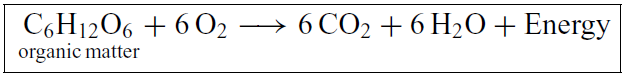 C₆H₁₂O₆ + 6 O₂ ⟶ 6 CO₂ + 6 H₂O + Energy
organic matter